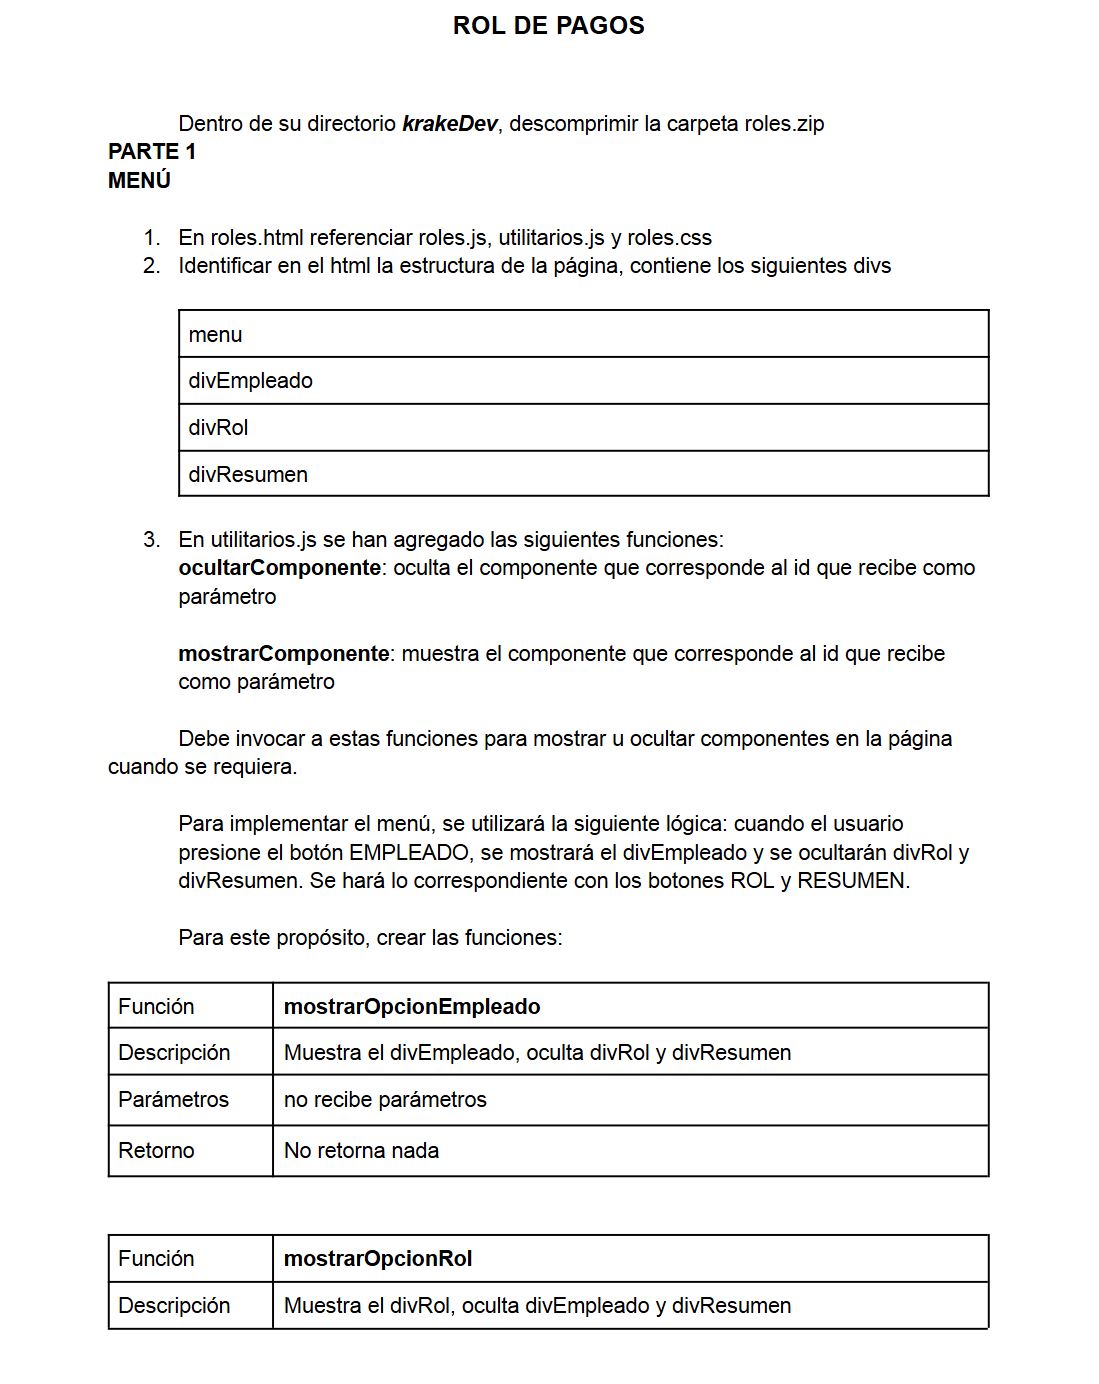 ROL DE PAGOS
Dentro de su directorio krakeDev, descomprimir la carpeta roles.zip
PARTE 1
MENÚ
1. En roles.html referenciar roles.js, utilitarios.js y roles.css
2. Identificar en el html la estructura de la página, contiene los siguientes divs
menu
divEmpleado
divRol
divResumen
3. En utilitarios.js se han agregado las siguientes funciones:
ocultarComponente: oculta el componente que corresponde al id que recibe como
parámetro
mostrarComponente: muestra el componente que corresponde al id que recibe
como parámetro
Debe invocar a estas funciones para mostrar u ocultar componentes en la página
cuando se requiera.
Para implementar el menú, se utilizará la siguiente lógica: cuando el usuario
presione el botón EMPLEADO, se mostrará el divEmpleado y se ocultarán divRol y
divResumen. Se hará lo correspondiente con los botones ROL y RESUMEN.
Para este propósito, crear las funciones:
Función mostrarOpcionEmpleado
Descripción Muestra el divEmpleado, oculta divRol y divResumen
Parámetros no recibe parámetros
Retorno No retorna nada
Función mostrarOpcionRol
Descripción Muestra el divRol, oculta divEmpleado y divResumen